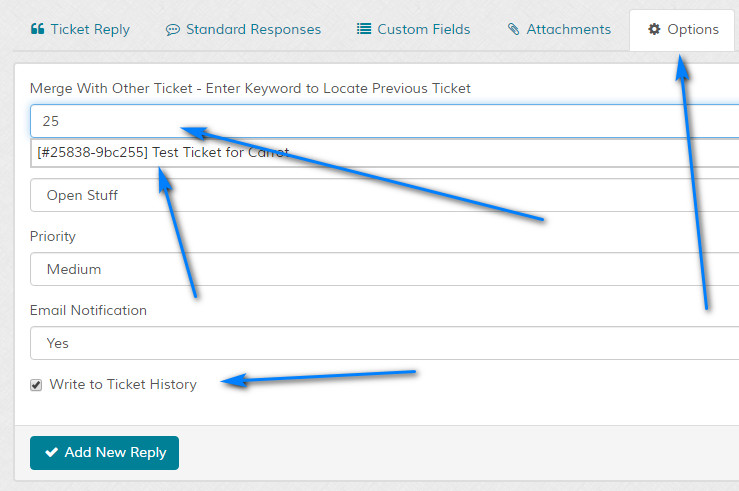 Ticket Reply Standard Responses Custom Fields Attachments Options
Merge With Other Ticket - Enter Keyword to Locate Previous Ticket
25
[#25838-9bc255] Test Ticket for Carrot
Open Stuff
Priority
Medium
Email Notification
Yes
Write to Ticket History
Add New Reply